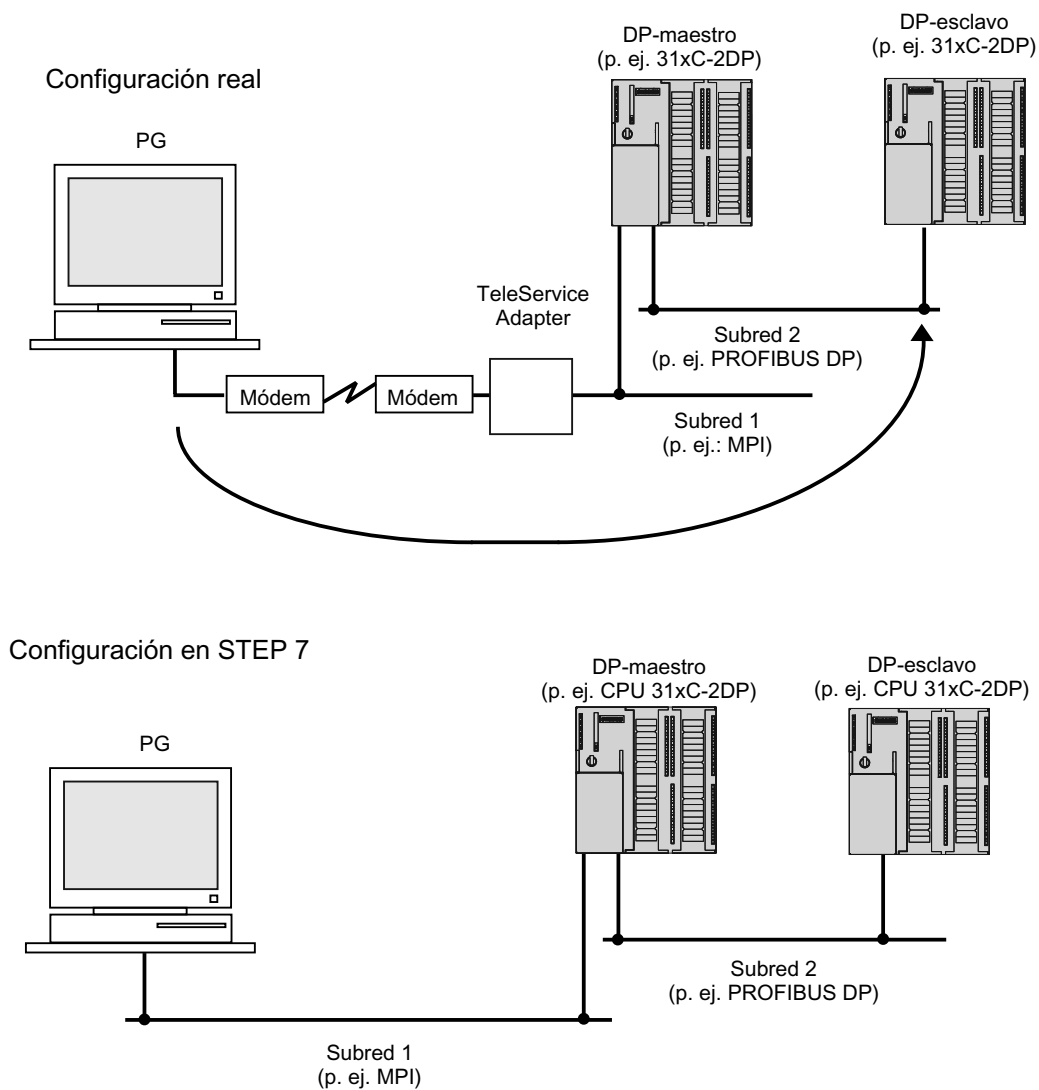 DP-maestro
(p. ej. 31xC-2DP)
DP-esclavo
(p. ej. 31xC-2DP)
Configuración real
PG
TeleService
Adapter
Subred 2
(p. ej. PROFIBUS DP)
Módem
Módem
Subred 1
(p. ej.: MPI)
Configuración en STEP 7
DP-maestro
(p. ej. CPU 31xC-2DP)
DP-esclavo
(p. ej. CPU 31xC-2DP)
PG
Subred 2
(p. ej. PROFIBUS DP)
Subred 1
(p. ej. MPI)